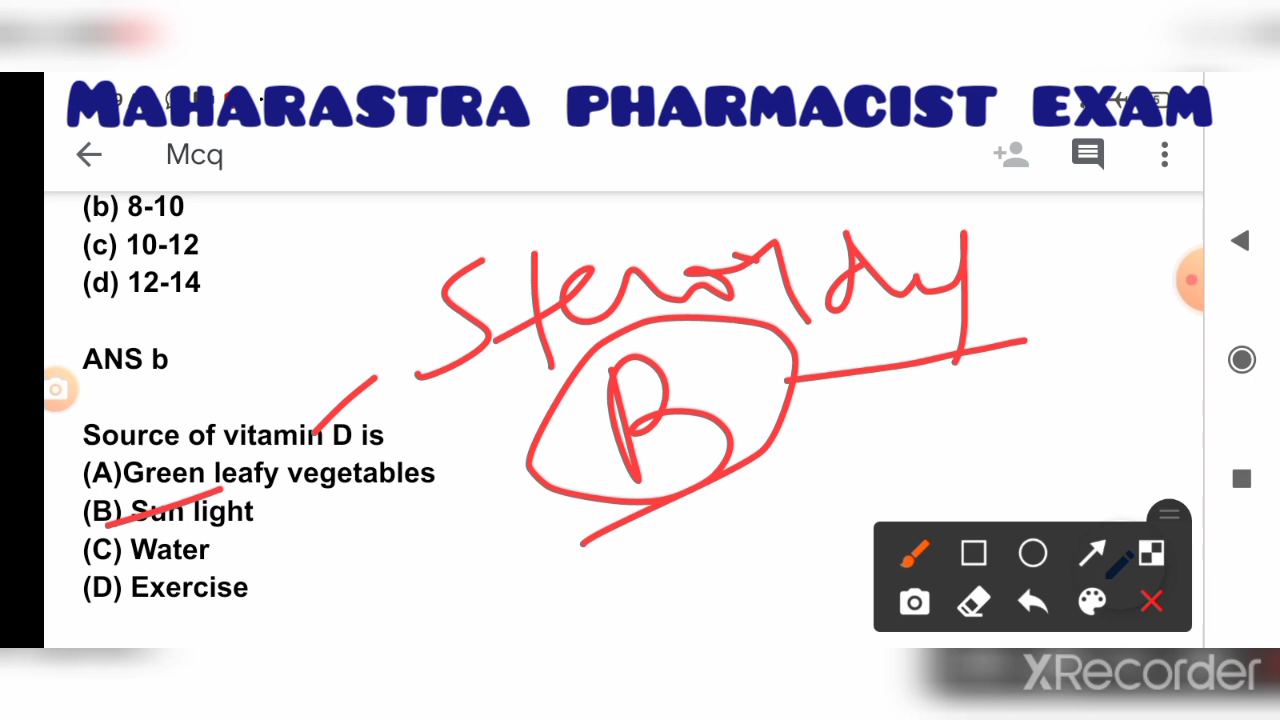 MAHARASTRA PHARMACIST EXAM
Mcq
(b) 8-10
(c) 10-12
(d) 12-14
ANS b
B
Source of vitamin D is
(A)Green leafy vegetables
(B) Sun light
(C) Water
(D) Exercise
XRecorder